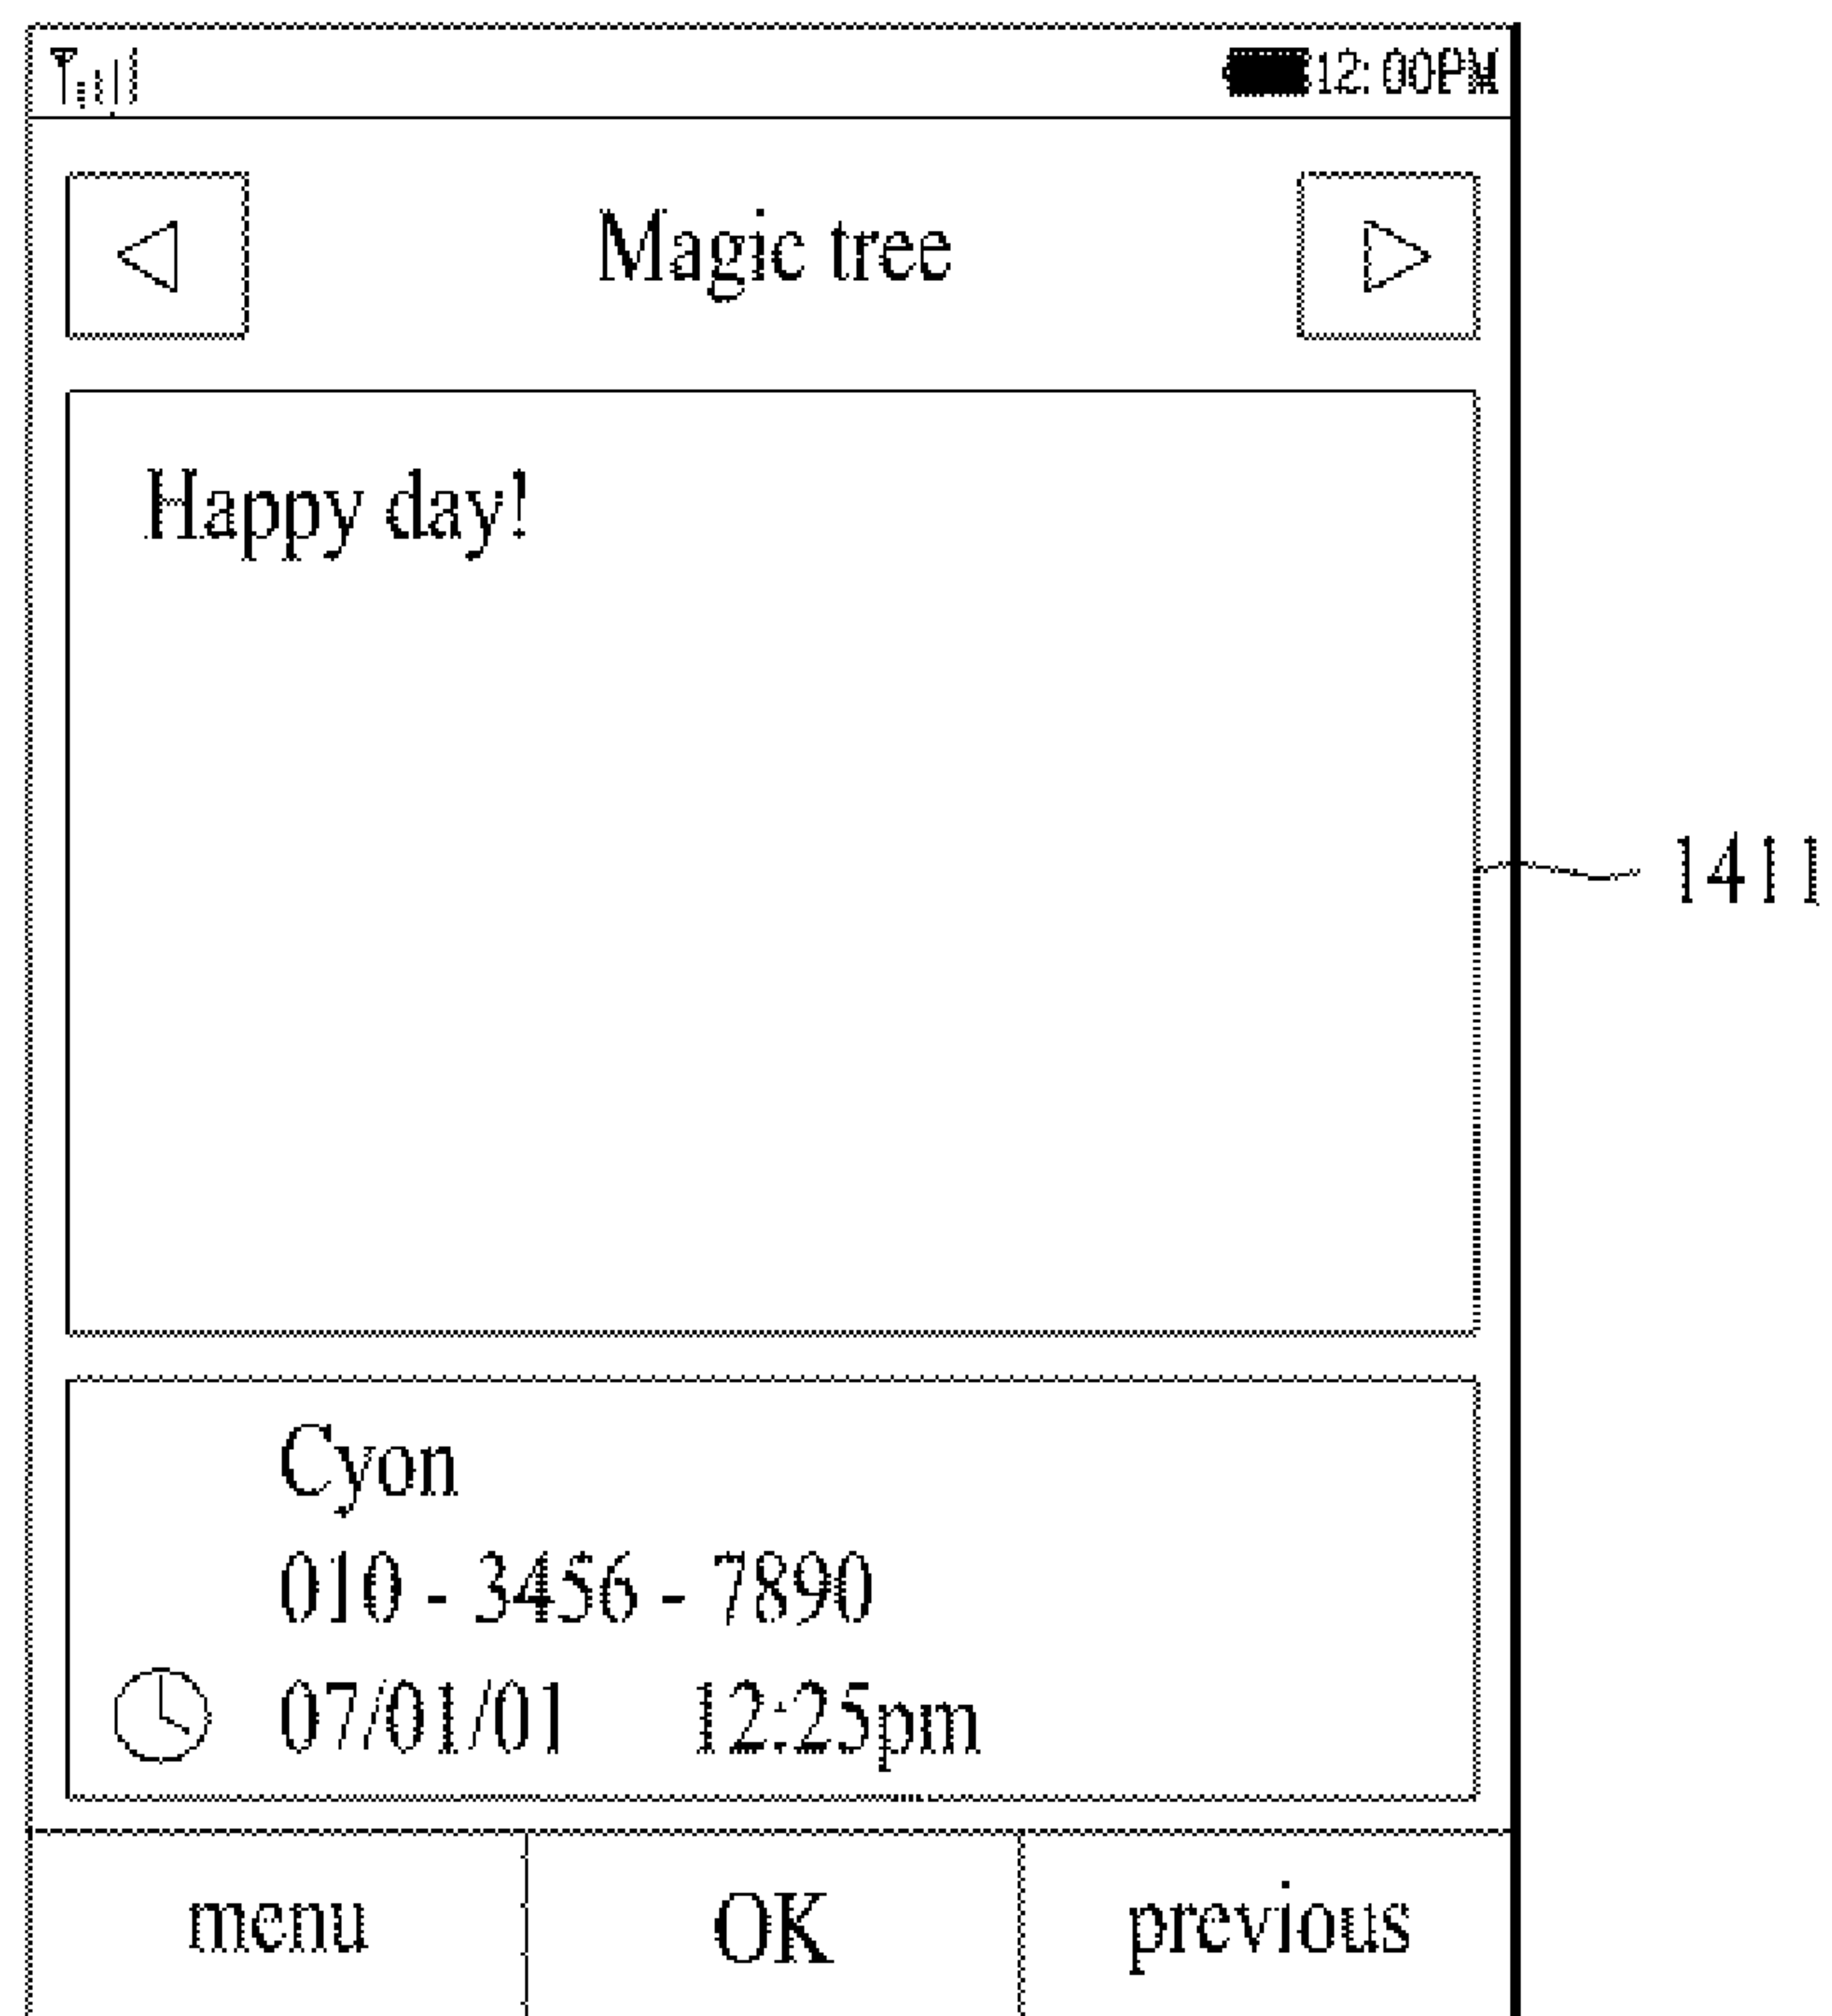 12:00PM
Magic tree
Happy day!
1411
Cyon
010 - 3456 - 7890
07/01/01 12:25pm
menu OK previous